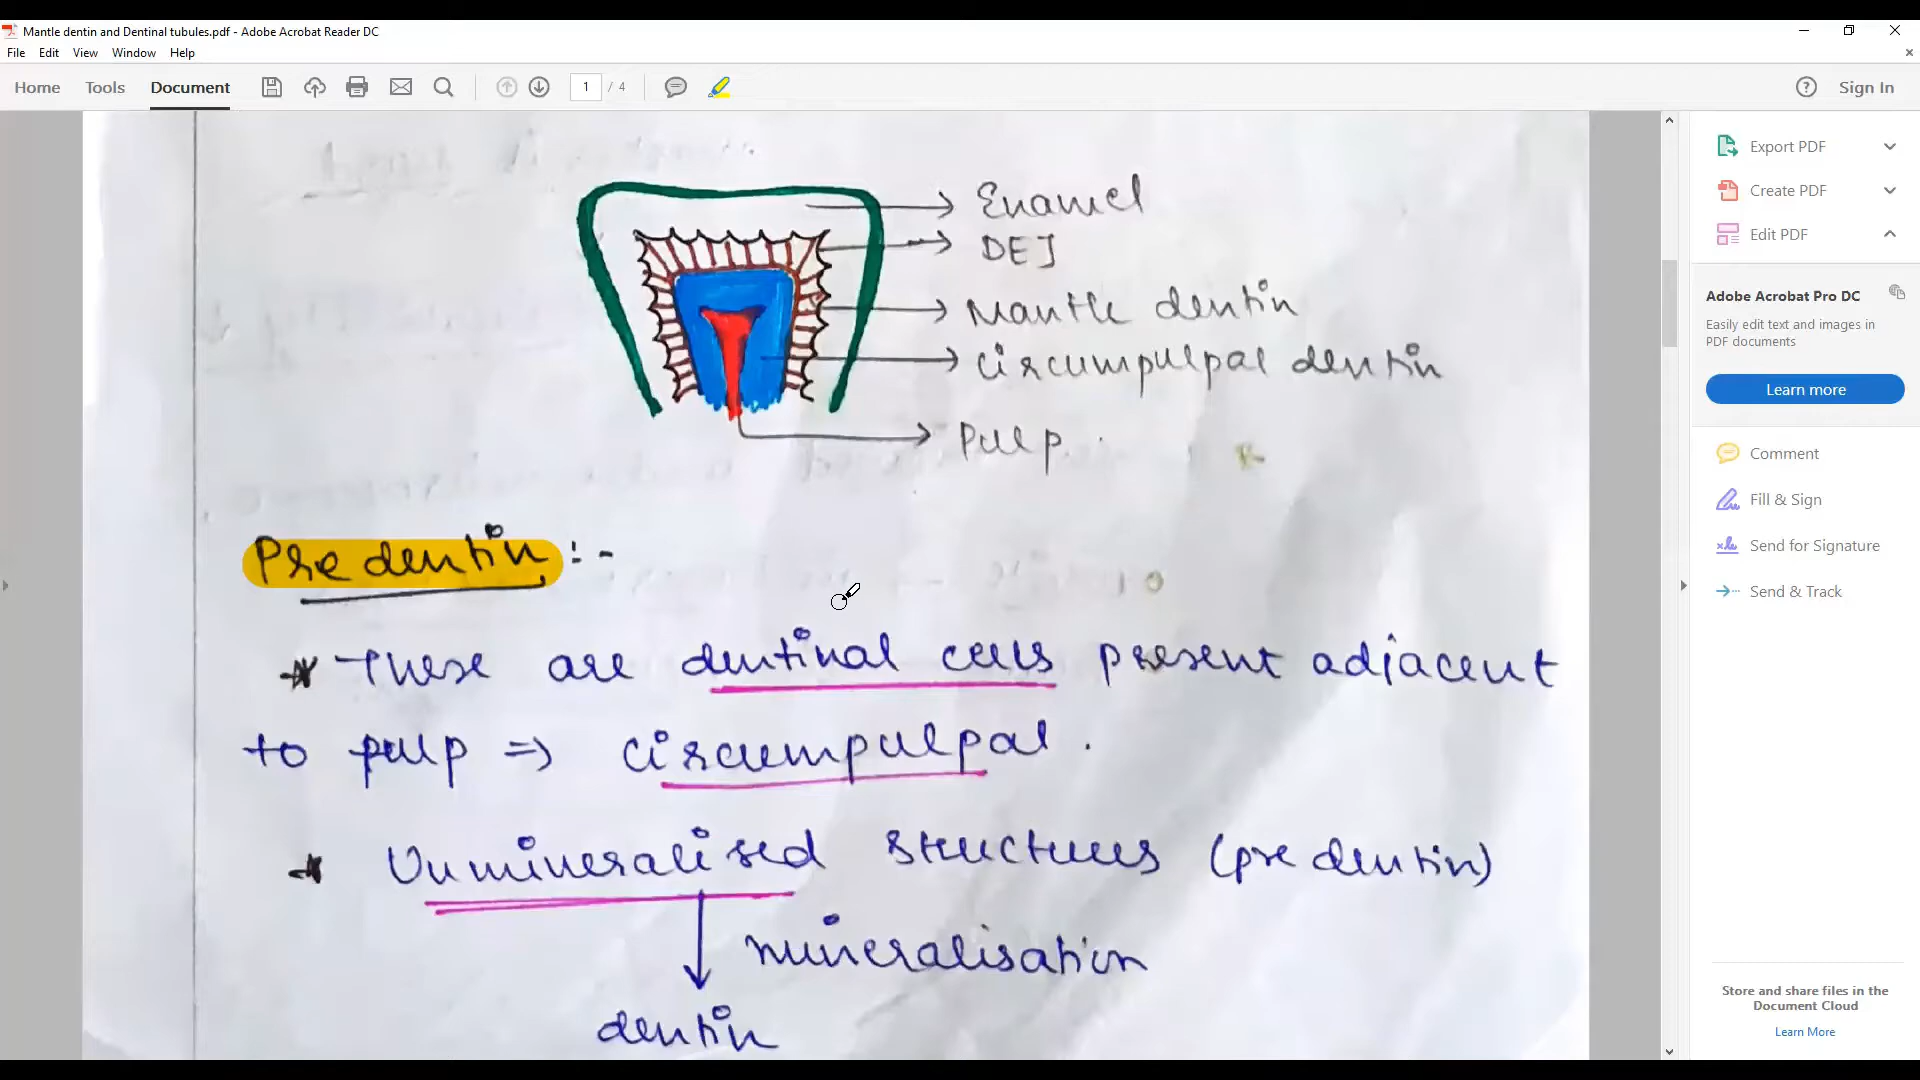 Mantle dentin and Dentinal tubules.pdf - Adobe Acrobat Reader DC
File Edit View Window Help
Home Tools Document 1 / 4 Sign In
Enamel
DEJ
Mantle dentin
Circumpulpal dentin
Pulp
Pre dentin :-
These are dentinal cells present adjacent
to pulp => circumpulpal.
Unmineralised structures (pre dentin)
mineralisation
dentin
Export PDF
Create PDF
Edit PDF
Adobe Acrobat Pro DC
Easily edit text and images in
PDF documents
Learn more
Comment
Fill & Sign
Send for Signature
Send & Track
Store and share files in the
Document Cloud
Learn More